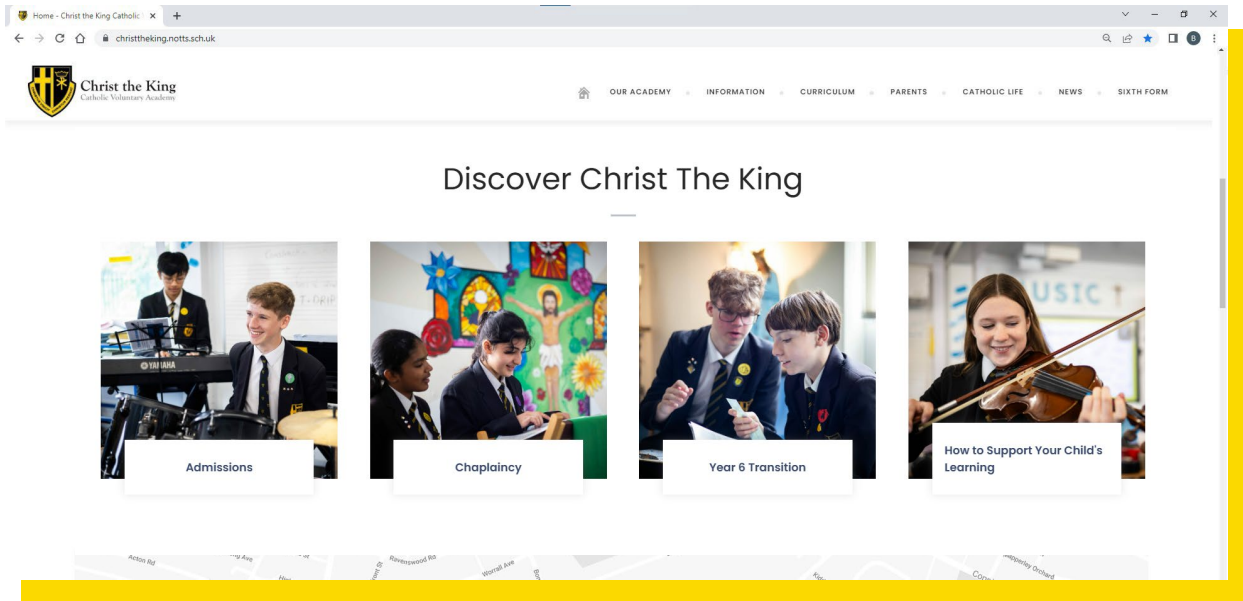 Home - Christ the King Catholic
christtheking.notts.sch.uk
B
Christ the King
Catholic Voluntary Academy
OUR ACADEMY
INFORMATION
CURRICULUM
PARENTS
CATHOLIC LIFE
NEWS
SIXTH FORM
Discover Christ The King
YAMAHA
USIC
Admissions
Chaplaincy
Year 6 Transition
How to Support Your Child's
Learning
Acton Rd
Ravenswood Rd
Worrall Ave